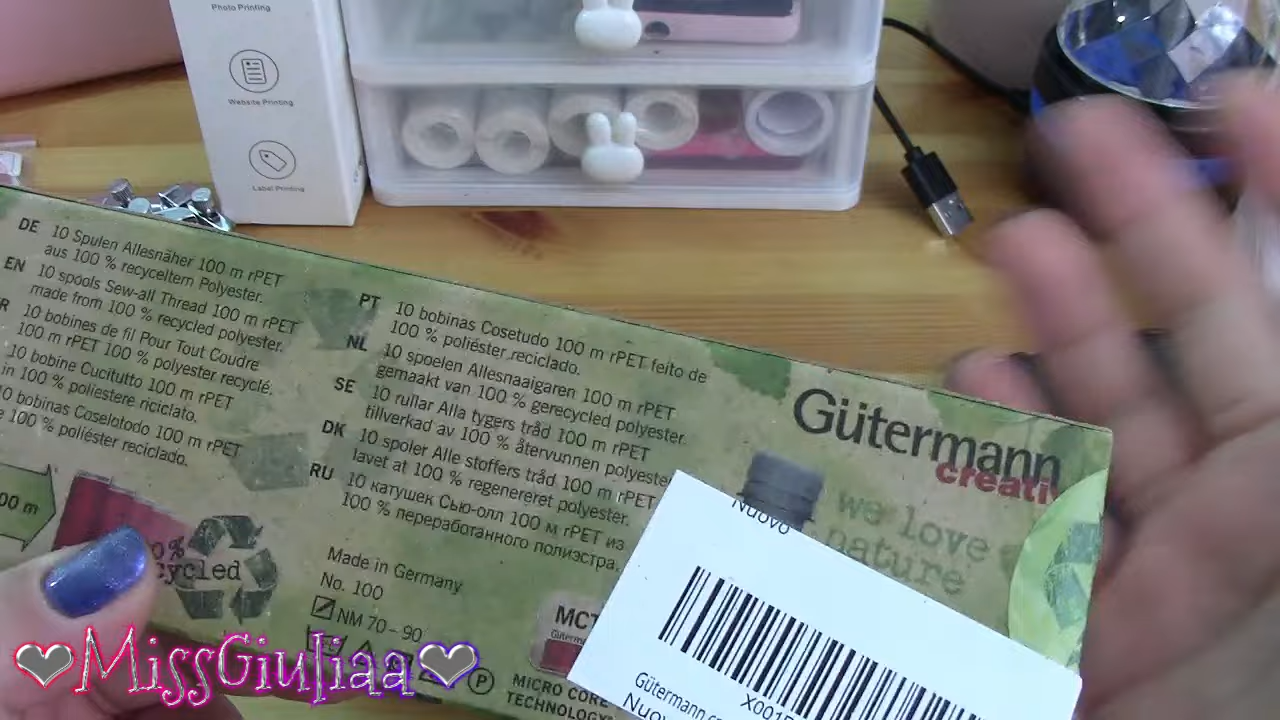 Photo Printing
Website Printing
Label Printing
DE 10 Spulen Allesnäher 100 m rPET
aus 100 % recyceltem Polyester.
EN 10 spools Sew-all Thread 100 m rPET
made from 100 % recycled polyester.
10 bobines de fil Pour Tout Coudre
100 m rPET 100 % polyester recyclé.
10 bobine Cucitutto 100 m rPET
in 100 % poliestere riciclato.
10 bobinas Coselotodo 100 m rPET
100 % poliéster reciclado.
PT 10 bobinas Cosetudo 100 m rPET feito de
100 % poliéster reciclado.
NL 10 spoelen Allesnaaigaren 100 m rPET
gemaakt van 100 % gerecycled polyester.
SE 10 rullar Alla tygers tråd 100 m rPET
tillverkad av 100 % återvunnen polyester
DK 10 spoler Alle stoffers tråd 100 m rPET
lavet at 100 % regenereret polyester.
RU 10 катушек Сью-олл 100 м rPET из
100 % переработанного полиэстра.
Made in Germany
No. 100
NM 70 – 90
P
MICRO CORE
TECHNOLOGY
MCT
Gütermann
creativ
we love
nature
Nuovo
Gütermann
Nuovo
❤MissGiuliaa❤